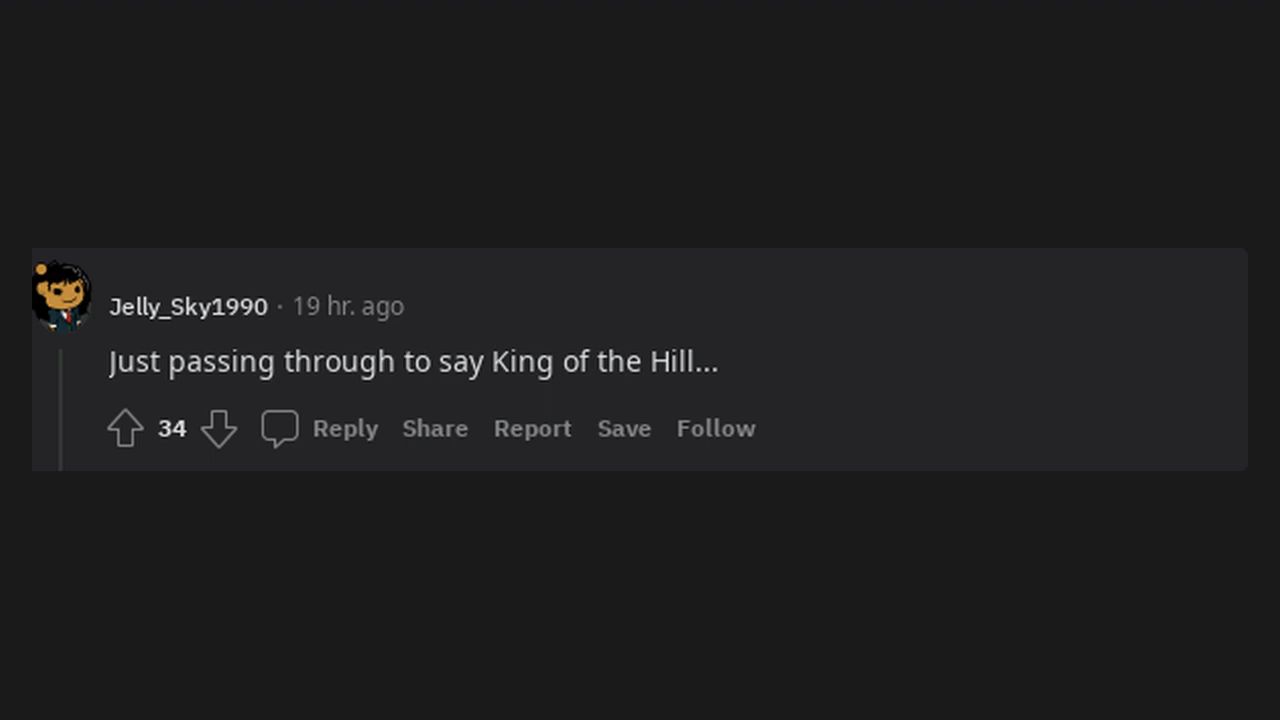 Jelly_Sky1990 · 19 hr. ago
Just passing through to say King of the Hill...
34 Reply Share Report Save Follow